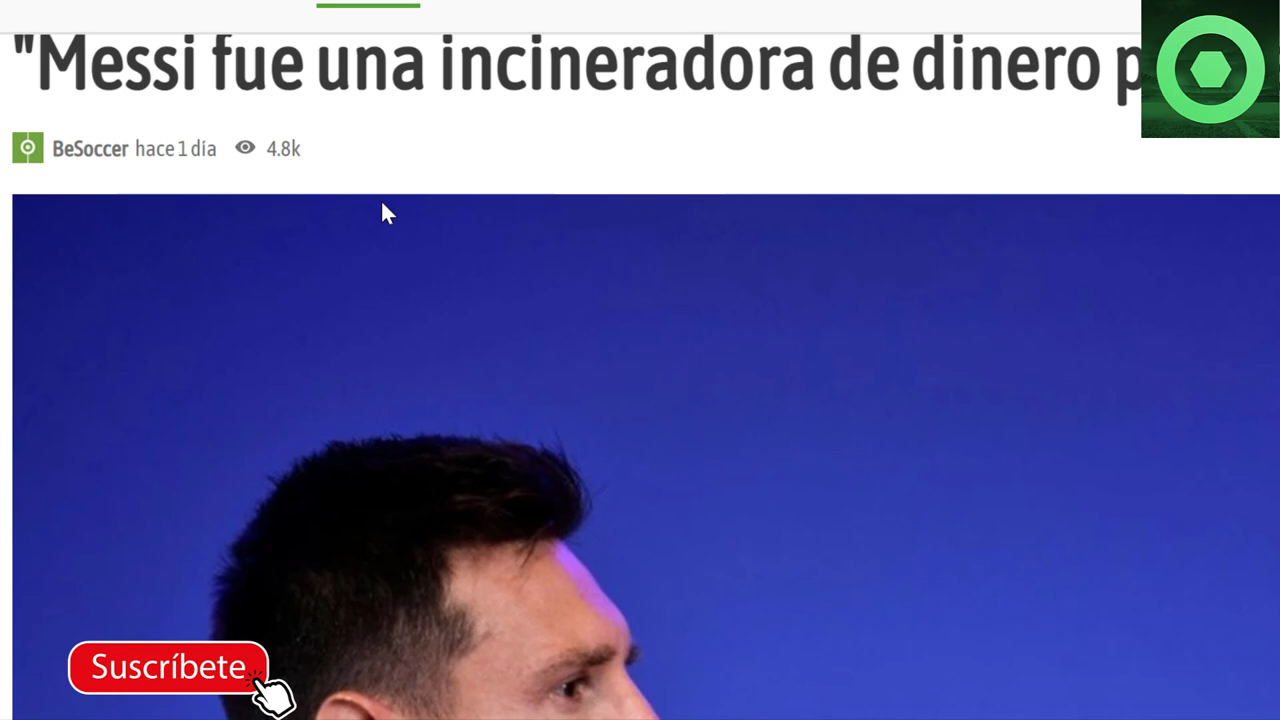 "Messi fue una incineradora de dinero p
BeSoccer hace 1 día 4.8k
Suscríbete